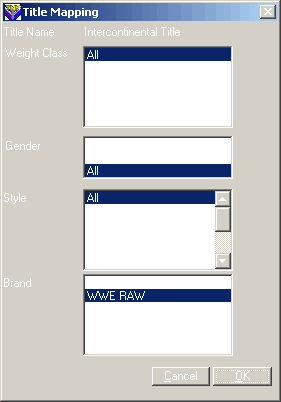 Title Mapping
Title Name Intercontinental Title
Weight Class All
Gender
All
Style All
Brand
WWE RAW
Cancel OK